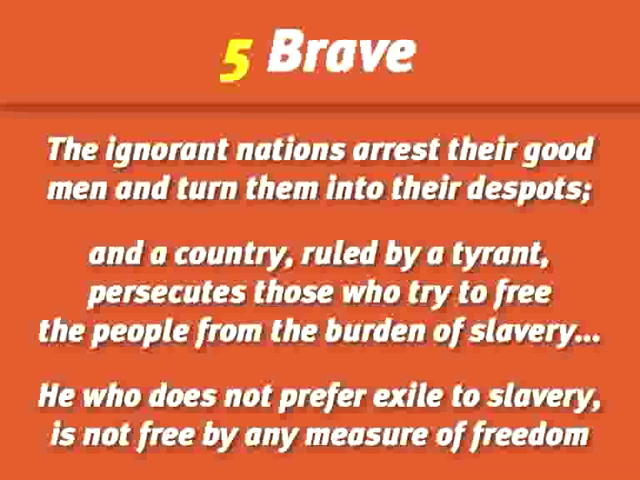 5 Brave
The ignorant nations arrest their good
men and turn them into their despots;
and a country, ruled by a tyrant,
persecutes those who try to free
the people from the burden of slavery...
He who does not prefer exile to slavery,
is not free by any measure of freedom